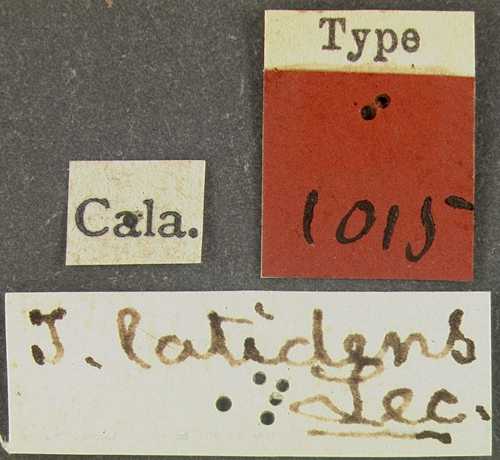 Type
1015
Cala.
T. latidens
Lec.